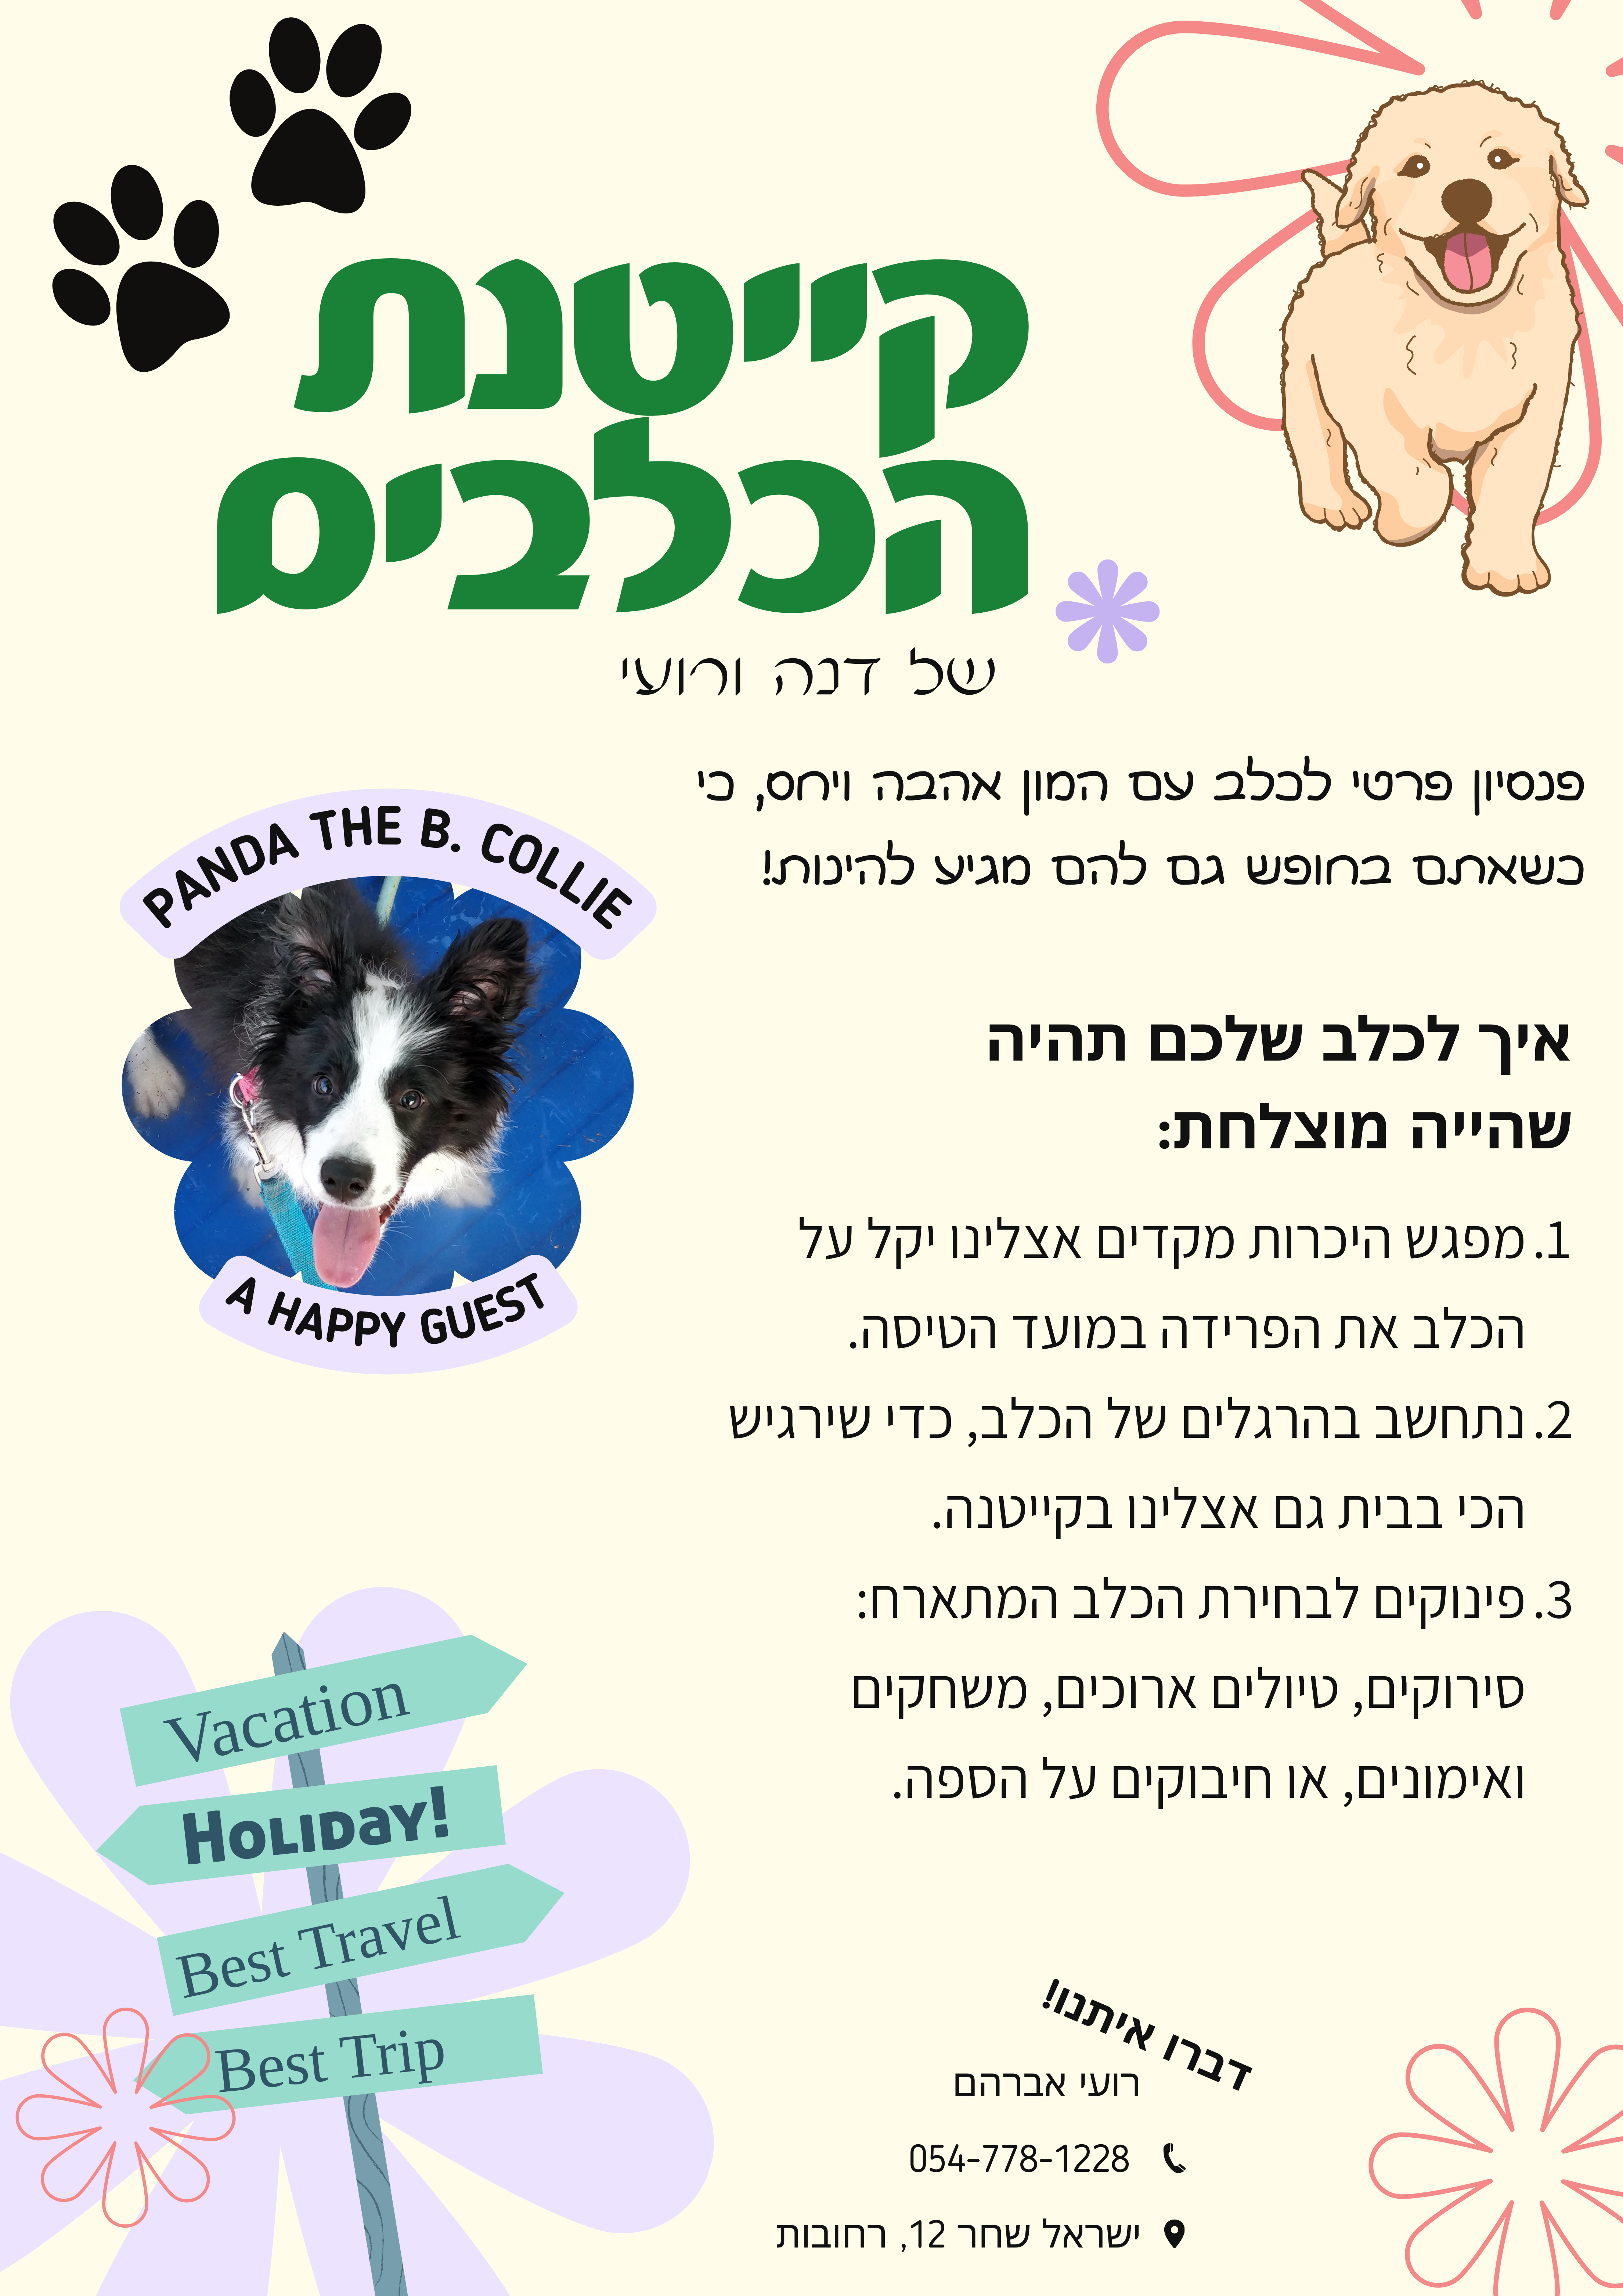 קייטנת
הכלבים
של דנה ורועי
פנסיון פרטי לכלב עם המון אהבה ויחס, כי
כשאתם בחופש גם להם מגיע להינות!
PANDA THE B. COLLIE
A HAPPY GUEST
איך לכלב שלכם תהיה
שהייה מוצלחת:
1. מפגש היכרות מקדים אצלינו יקל על
הכלב את הפרידה במועד הטיסה.
2. נתחשב בהרגלים של הכלב, כדי שירגיש
הכי בבית גם אצלינו בקייטנה.
3. פינוקים לבחירת הכלב המתארח:
סירוקים, טיולים ארוכים, משחקים
ואימונים, או חיבוקים על הספה.
Vacation
Holiday!
Best Travel
Best Trip
דברו איתנו!
רועי אברהם
054-778-1228
ישראל שחר 12, רחובות